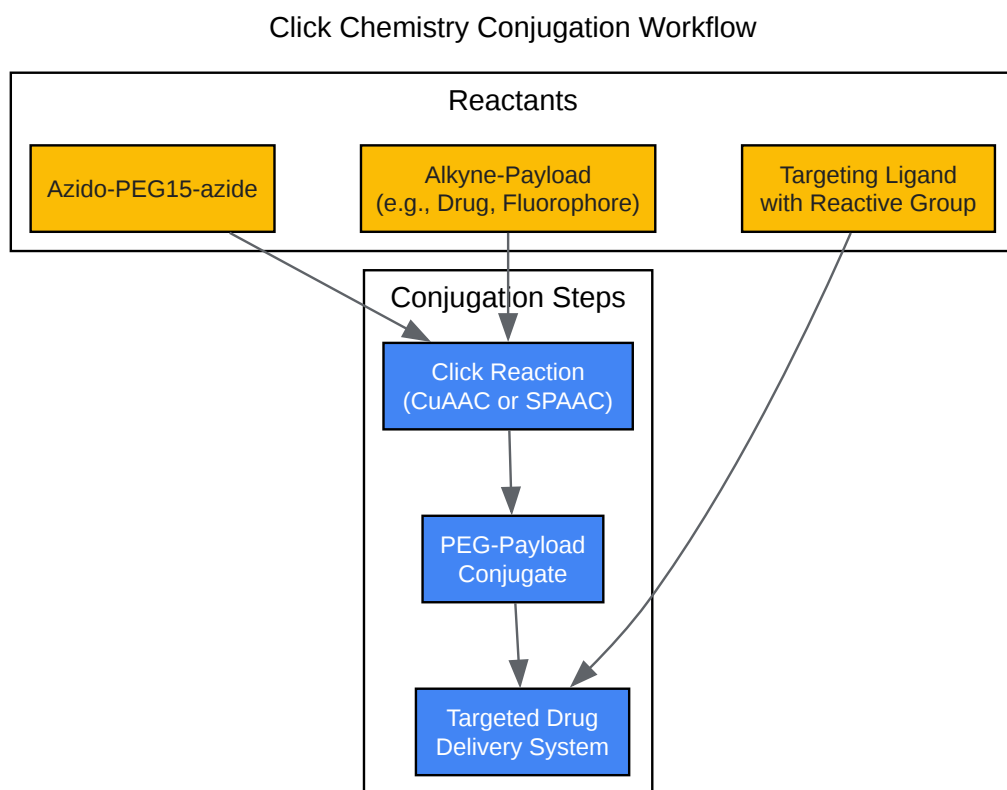 Click Chemistry Conjugation Workflow
Reactants
Azido-PEG15-azide
Alkyne-Payload
(e.g., Drug, Fluorophore)
Targeting Ligand
with Reactive Group
Conjugation Steps
Click Reaction
(CuAAC or SPAAC)
PEG-Payload
Conjugate
Targeted Drug
Delivery System